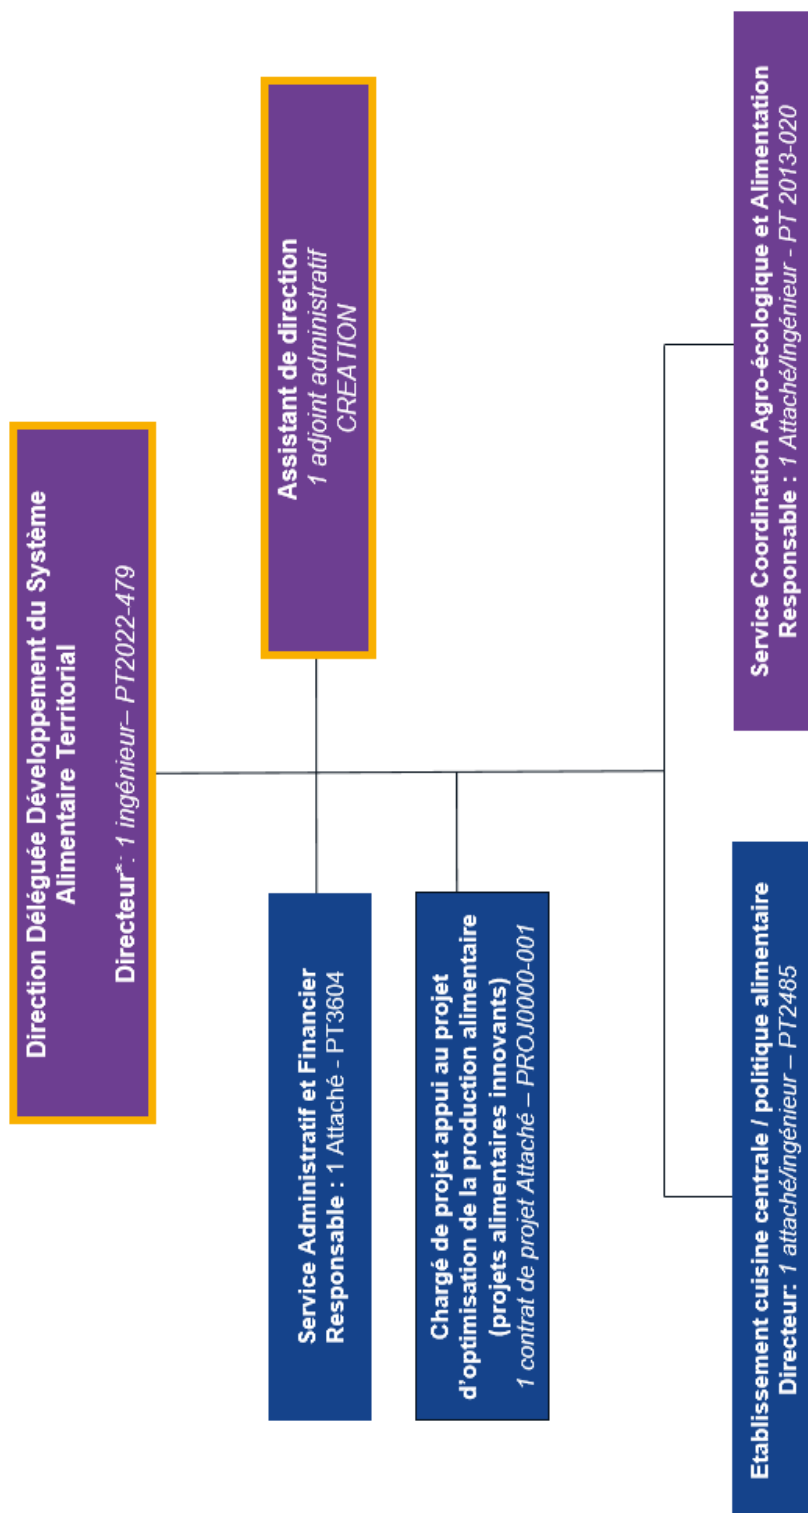 Direction Déléguée Développement du Système
Alimentaire Territorial
Directeur*: 1 ingénieur– PT2022-479
Assistant de direction
1 adjoint administratif
CREATION
Service Administratif et Financier
Responsable : 1 Attaché - PT3604
Chargé de projet appui au projet
d'optimisation de la production alimentaire
(projets alimentaires innovants)
1 contrat de projet Attaché – PROJ0000-001
Etablissement cuisine centrale / politique alimentaire
Directeur: 1 attaché/ingénieur – PT2485
Service Coordination Agro-écologique et Alimentation
Responsable : 1 Attaché/Ingénieur - PT 2013-020